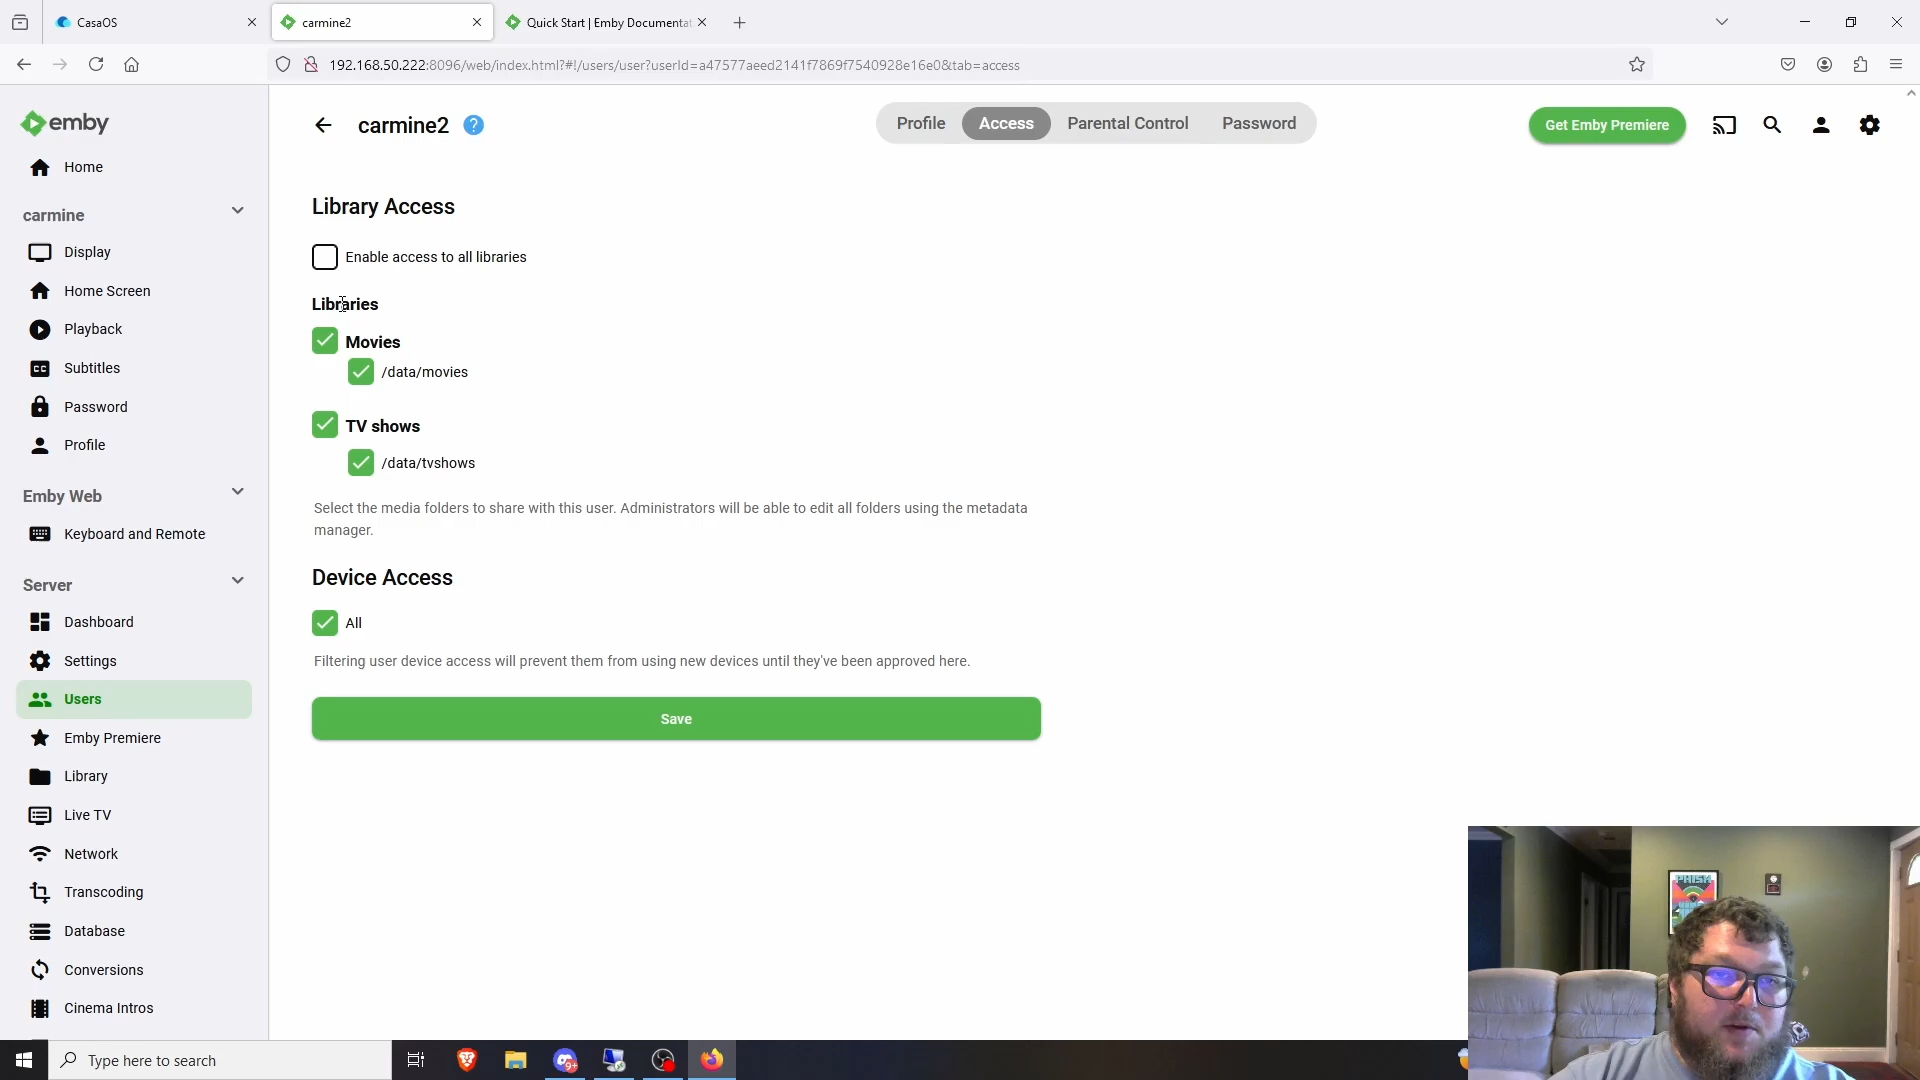 CasaOS
carmine2
Quick Start | Emby Documentat
192.168.50.222:8096/web/index.html?#!/users/user?userId=a47577aeed2141f7869f7540928e16e0&tab=access
emby
carmine2
?
Profile
Access
Parental Control
Password
Get Emby Premiere
Home
carmine
Display
Home Screen
Playback
CC
Subtitles
Password
Profile
Emby Web
Keyboard and Remote
Server
Dashboard
Settings
Users
Emby Premiere
Library
Live TV
Network
Transcoding
Database
Conversions
Cinema Intros
Library Access
Enable access to all libraries
Libraries
Movies
/data/movies
TV shows
/data/tvshows
Select the media folders to share with this user. Administrators will be able to edit all folders using the metadata
manager.
Device Access
All
Filtering user device access will prevent them from using new devices until they've been approved here.
Save
PHISH
Type here to search
9+